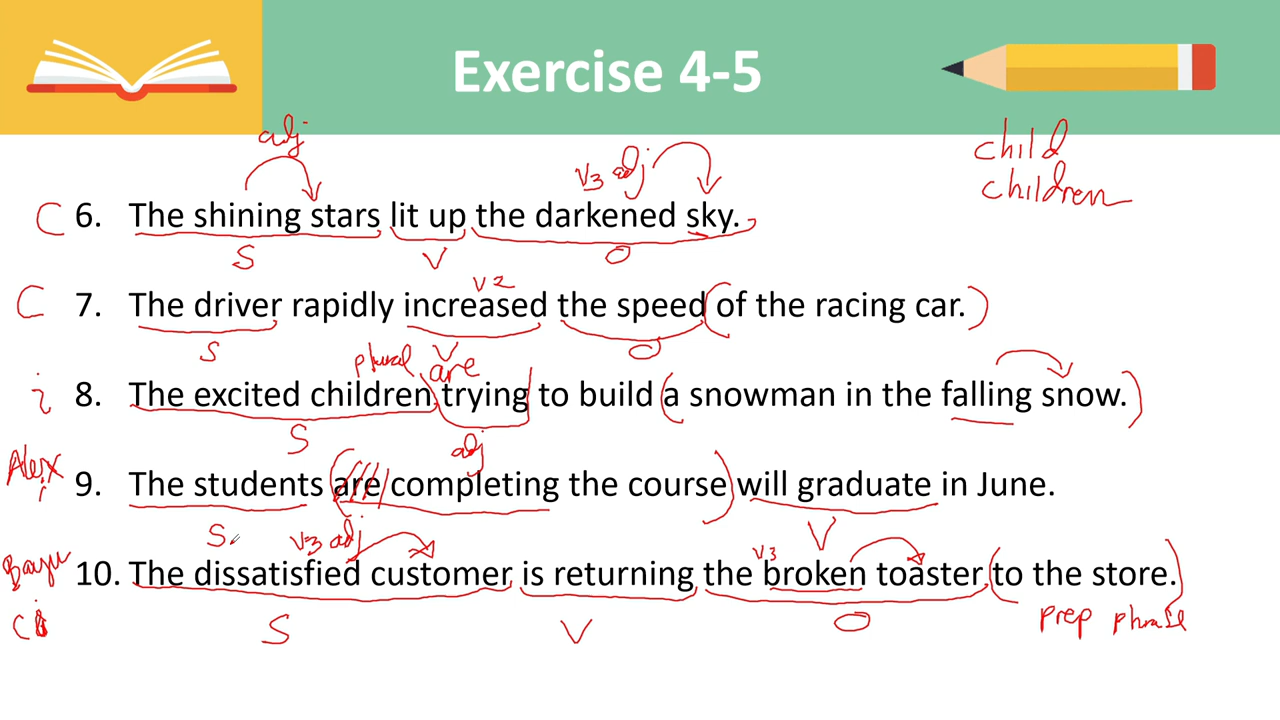 Exercise 4-5
child
children
adj
V3 adj
C 6. The shining stars lit up the darkened sky.
S V O
V2
C 7. The driver rapidly increased the speed of the racing car.
S V O
plural are
i 8. The excited children trying to build a snowman in the falling snow.
S adj
Alex
i 9. The students are completing the course will graduate in June.
S V
V3 adj V3
Bayu 10. The dissatisfied customer is returning the broken toaster to the store.
C
S V O prep phrase